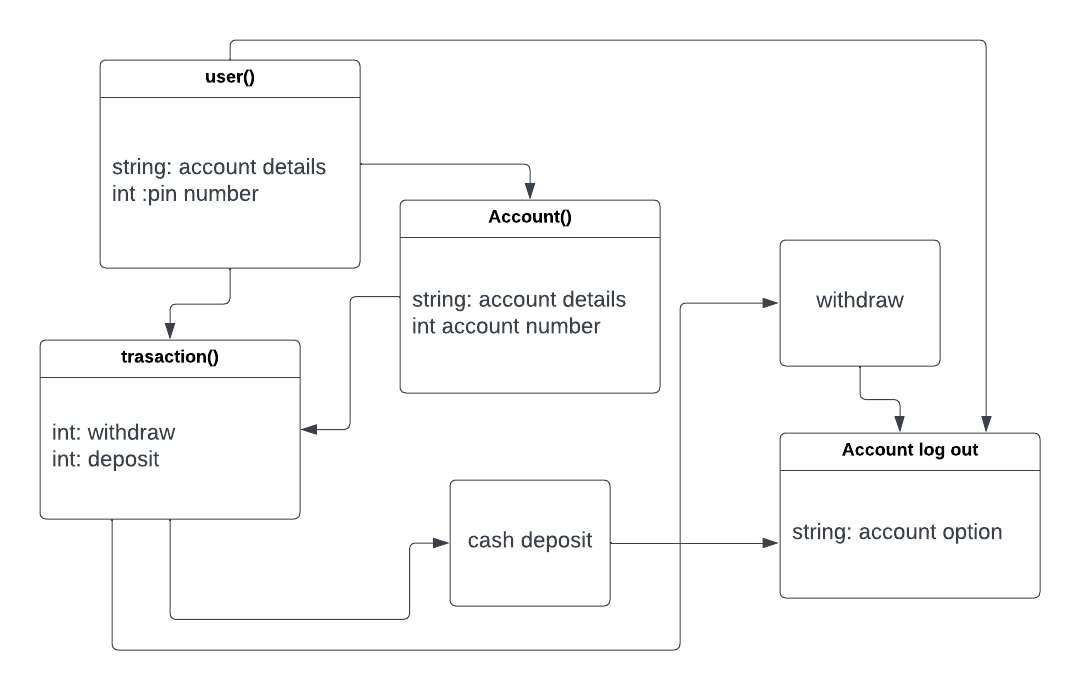 user()
string: account details
int :pin number
Account()
string: account details
int account number
withdraw
trasaction()
int: withdraw
int: deposit
Account log out
string: account option
cash deposit